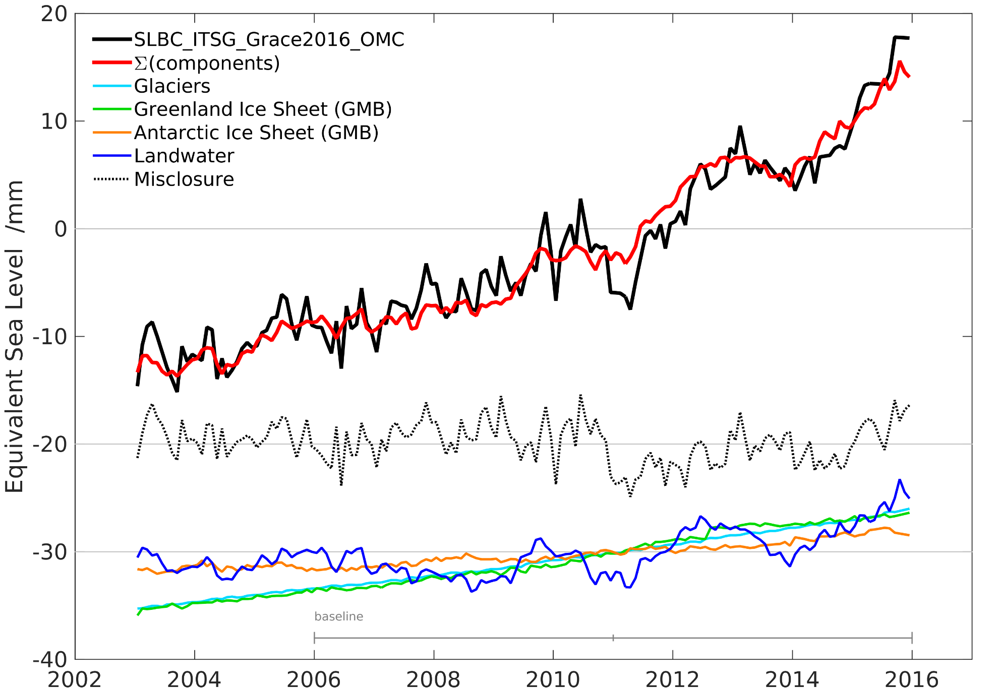 20
10
0
-10
-20
-30
-40
Equivalent Sea Level /mm
SLBC_ITSG_Grace2016_OMC
Σ(components)
Glaciers
Greenland Ice Sheet (GMB)
Antarctic Ice Sheet (GMB)
Landwater
Misclosure
baseline
2002 2004 2006 2008 2010 2012 2014 2016